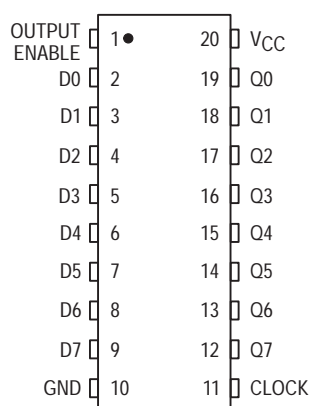 OUTPUT ENABLE 1 20 VCC
D0 2 19 Q0
D1 3 18 Q1
D2 4 17 Q2
D3 5 16 Q3
D4 6 15 Q4
D5 7 14 Q5
D6 8 13 Q6
D7 9 12 Q7
GND 10 11 CLOCK